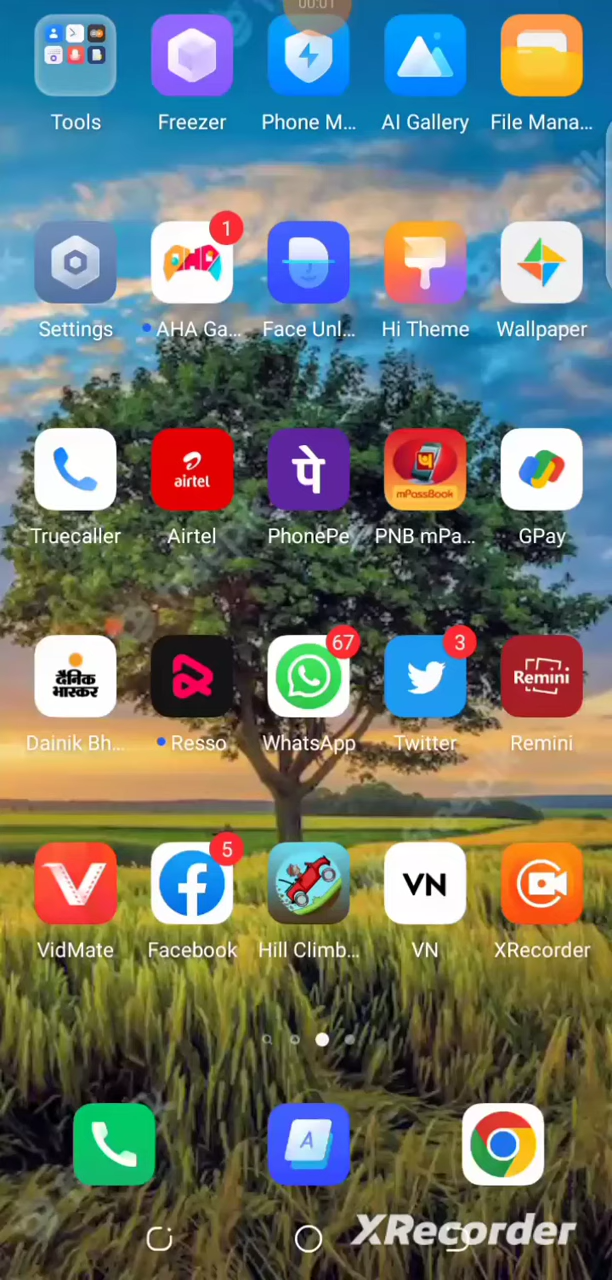 00:01
Tools
Freezer
Phone M...
AI Gallery
File Mana...
1
Settings
AHA Ga...
Face Unl...
Hi Theme
Wallpaper
airtel
पे
mPassBook
Truecaller
Airtel
PhonePe
PNB mPa...
GPay
67
3
दैनिक
भास्कर
Remini
Dainik Bh...
Resso
WhatsApp
Twitter
Remini
5
VN
VidMate
Facebook
Hill Climb...
VN
XRecorder
A
XRecorder